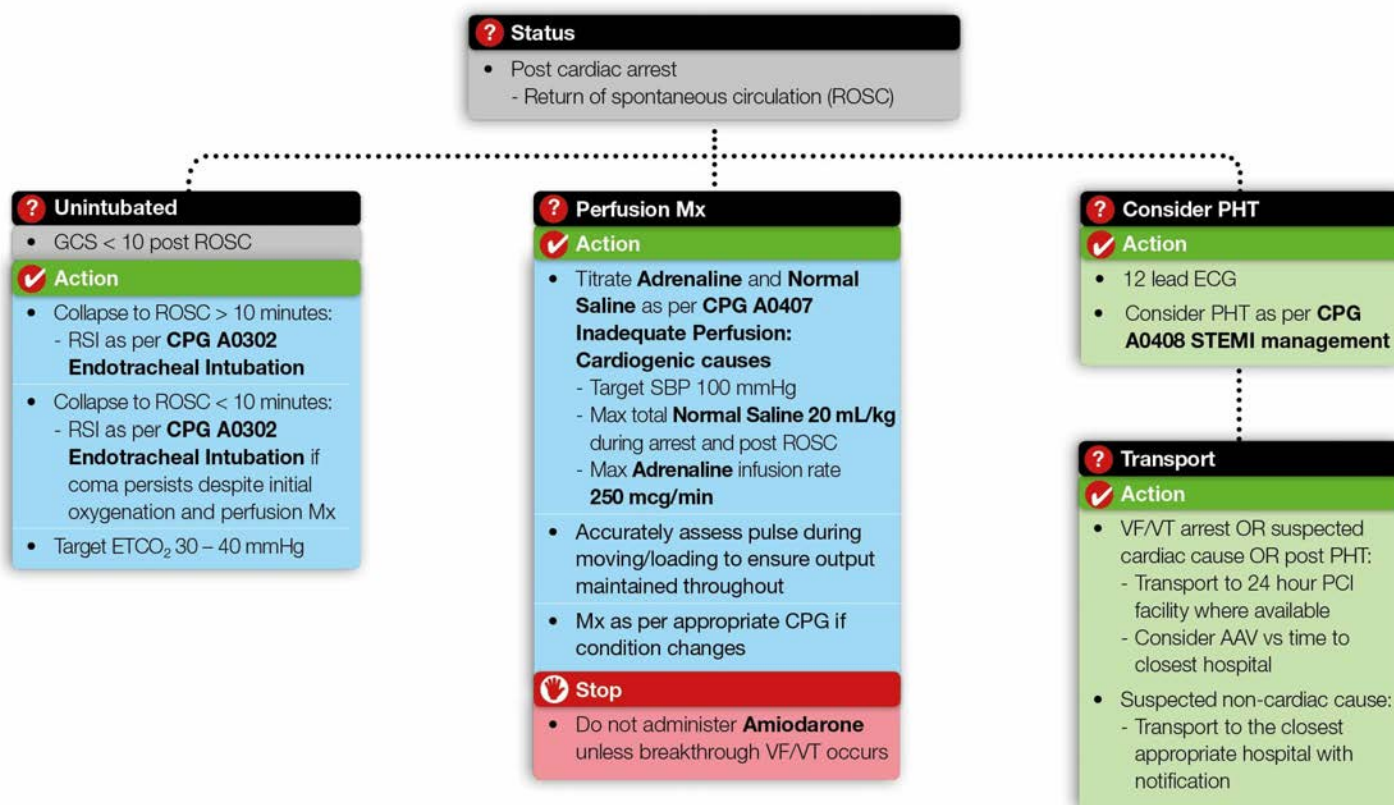 ? Status
• Post cardiac arrest
- Return of spontaneous circulation (ROSC)
? Unintubated
• GCS < 10 post ROSC
Action
• Collapse to ROSC > 10 minutes:
- RSI as per CPG A0302
Endotracheal Intubation
• Collapse to ROSC < 10 minutes:
- RSI as per CPG A0302
Endotracheal Intubation if
coma persists despite initial
oxygenation and perfusion Mx
• Target ETCO₂ 30 – 40 mmHg
? Perfusion Mx
Action
• Titrate Adrenaline and Normal
Saline as per CPG A0407
Inadequate Perfusion:
Cardiogenic causes
- Target SBP 100 mmHg
- Max total Normal Saline 20 mL/kg
during arrest and post ROSC
- Max Adrenaline infusion rate
250 mcg/min
• Accurately assess pulse during
moving/loading to ensure output
maintained throughout
• Mx as per appropriate CPG if
condition changes
Stop
• Do not administer Amiodarone
unless breakthrough VF/VT occurs
? Consider PHT
Action
• 12 lead ECG
• Consider PHT as per CPG
A0408 STEMI management
? Transport
Action
• VF/VT arrest OR suspected
cardiac cause OR post PHT:
- Transport to 24 hour PCI
facility where available
- Consider AAV vs time to
closest hospital
• Suspected non-cardiac cause:
- Transport to the closest
appropriate hospital with
notification